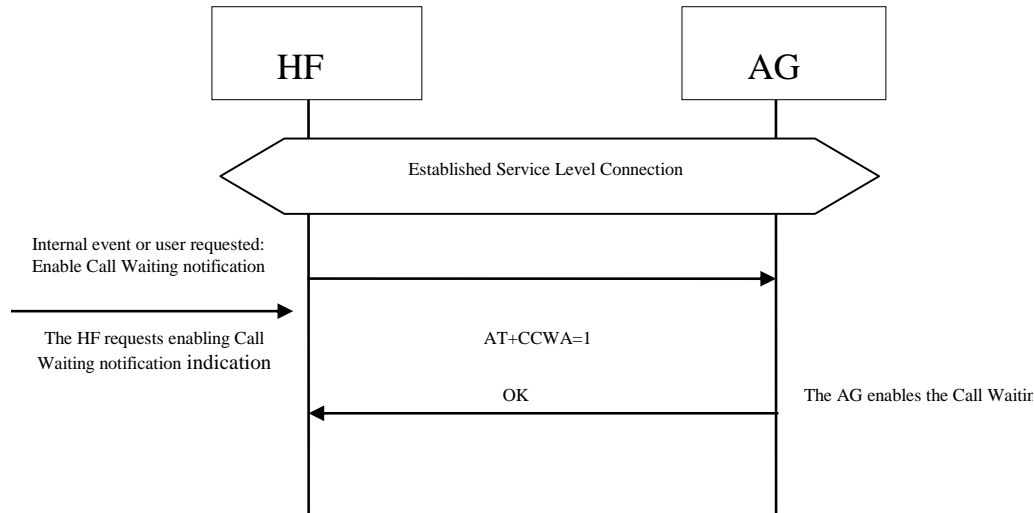 HF
AG
Established Service Level Connection
Internal event or user requested:
Enable Call Waiting notification
The HF requests enabling Call
Waiting notification indication
AT+CCWA=1
OK
The AG enables the Call